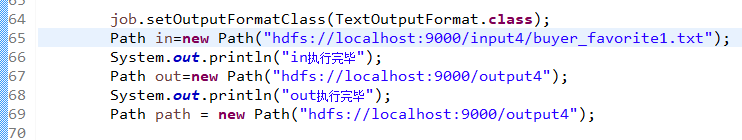 64 job.setOutputFormatClass(TextOutputFormat.class);
65 Path in=new Path("hdfs://localhost:9000/input4/buyer_favorite1.txt");
66 System.out.println("in执行完毕");
67 Path out=new Path("hdfs://localhost:9000/output4");
68 System.out.println("out执行完毕");
69 Path path = new Path("hdfs://localhost:9000/output4");